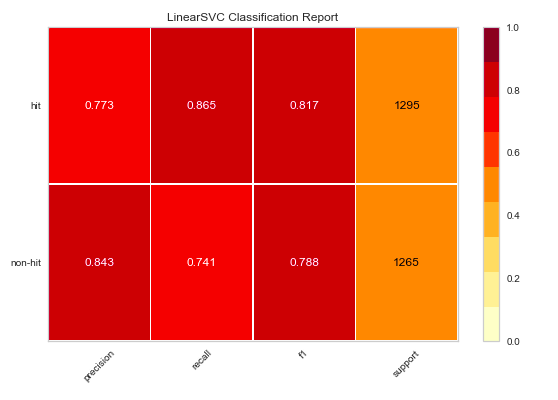 LinearSVC Classification Report
hit
0.773 0.865 0.817 1295
non-hit
0.843 0.741 0.788 1265
precision recall f1 support
1.0
0.8
0.6
0.4
0.2
0.0